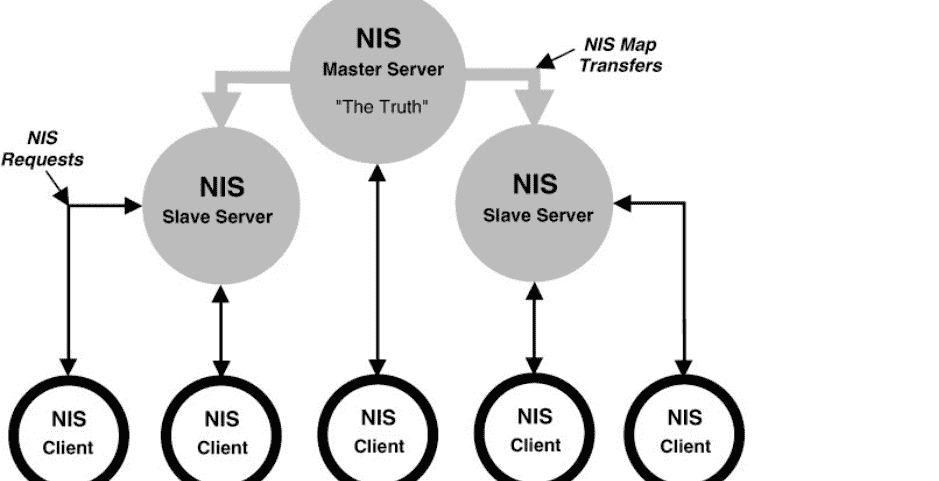 NIS
Master Server
"The Truth"
NIS Map
Transfers
NIS
Requests
NIS
Slave Server
NIS
Slave Server
NIS
Client
NIS
Client
NIS
Client
NIS
Client
NIS
Client